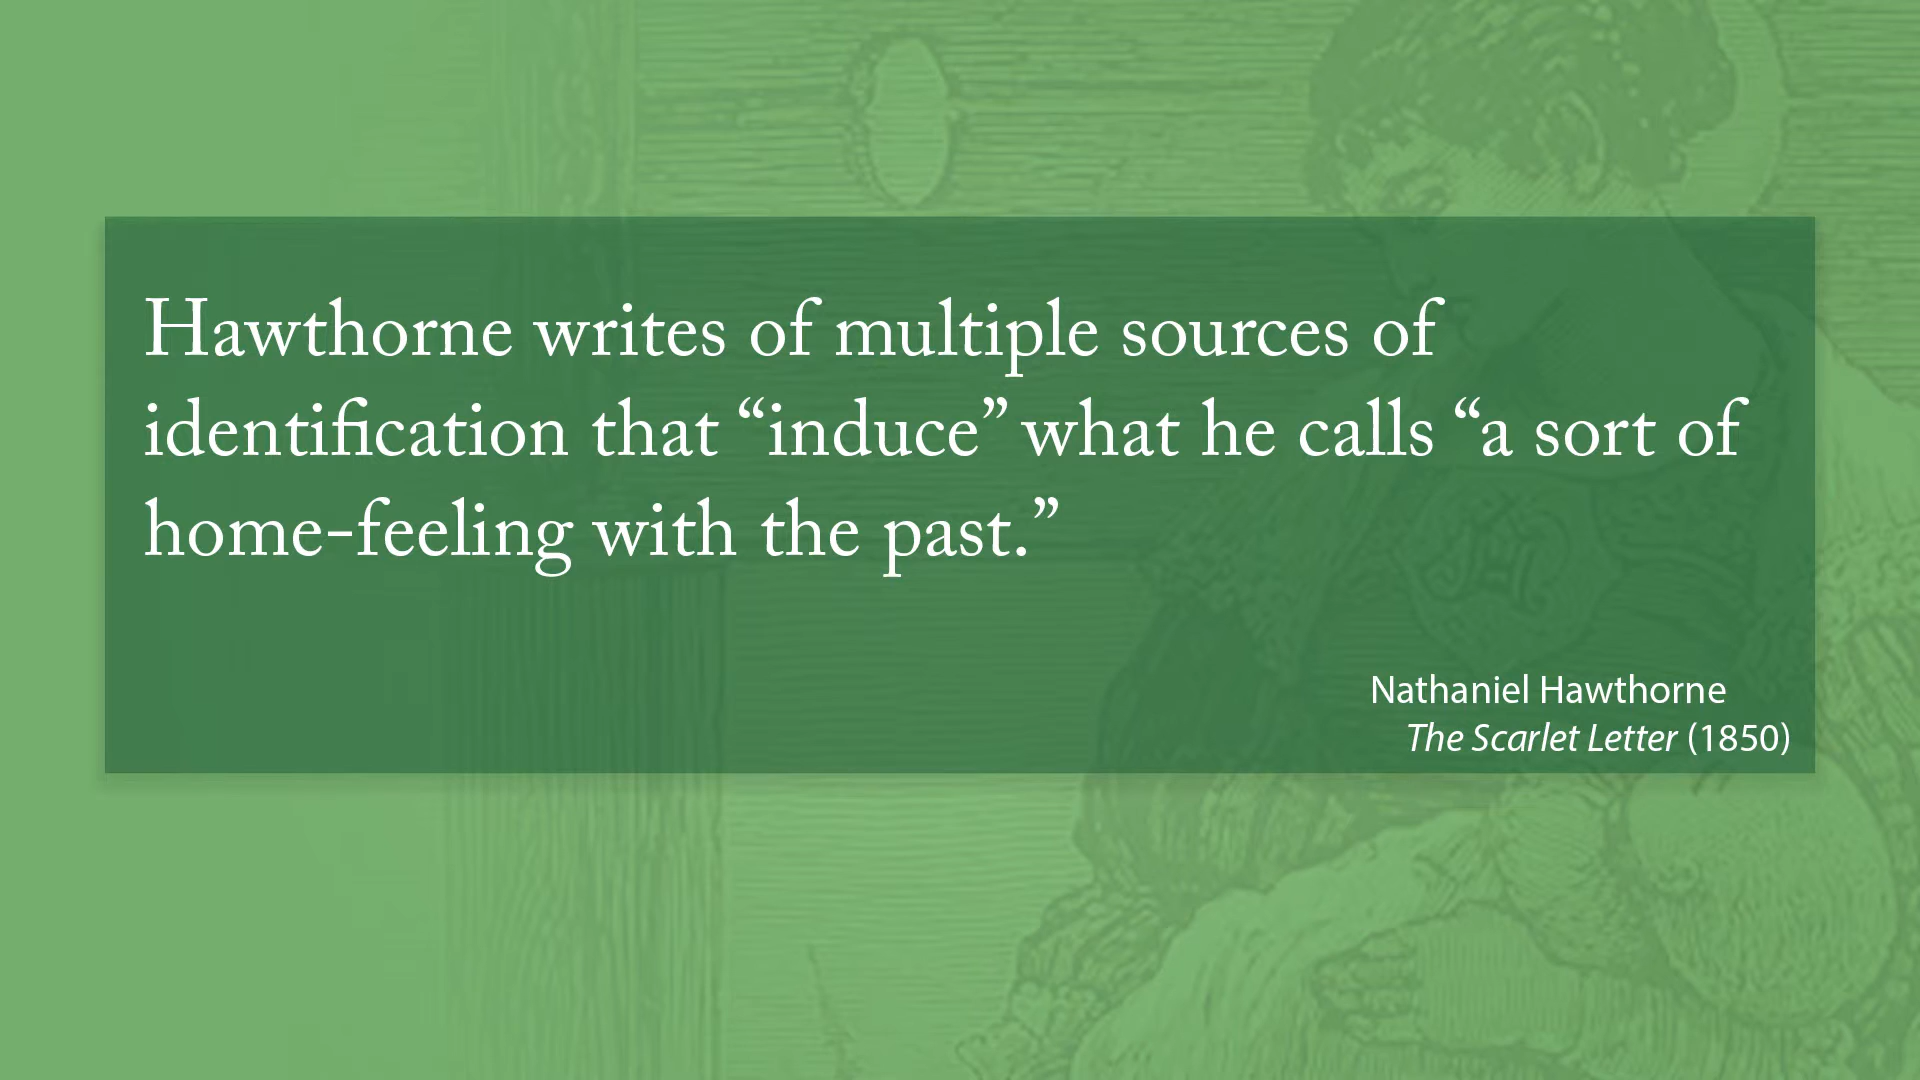 Hawthorne writes of multiple sources of
identification that “induce” what he calls “a sort of
home-feeling with the past.”
Nathaniel Hawthorne
The Scarlet Letter (1850)